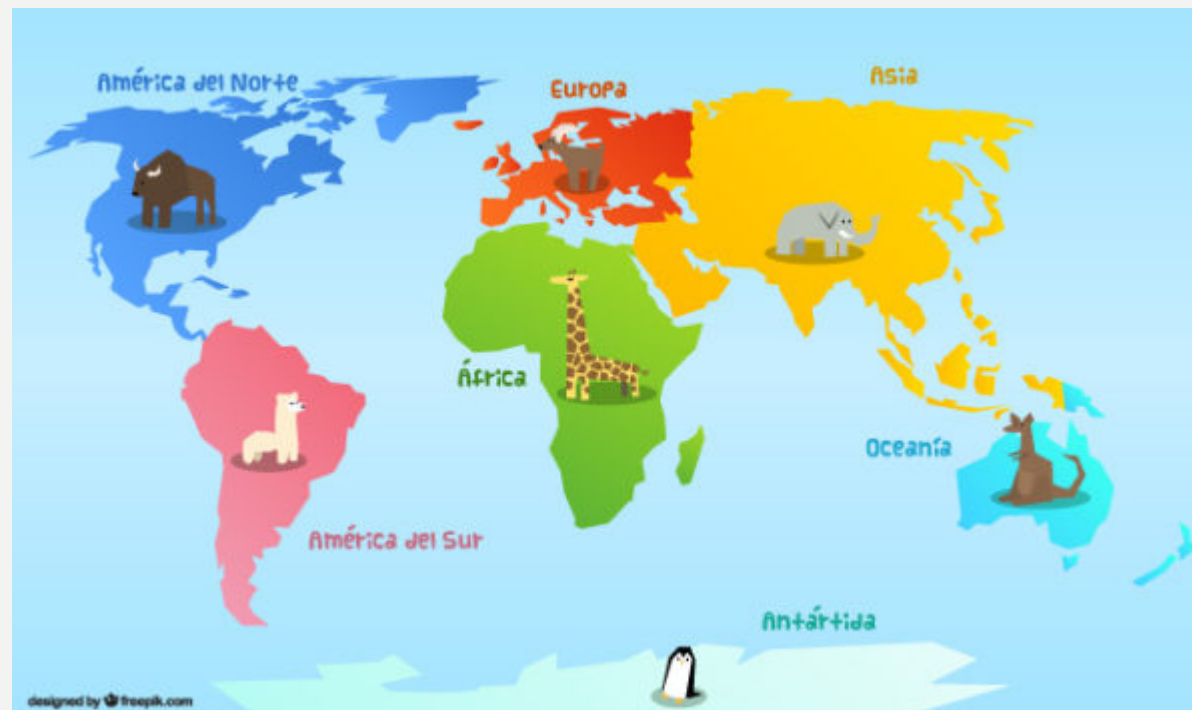 América del Norte
Europa
Asia
África
Oceanía
América del Sur
Antártida
designed by freepik.com